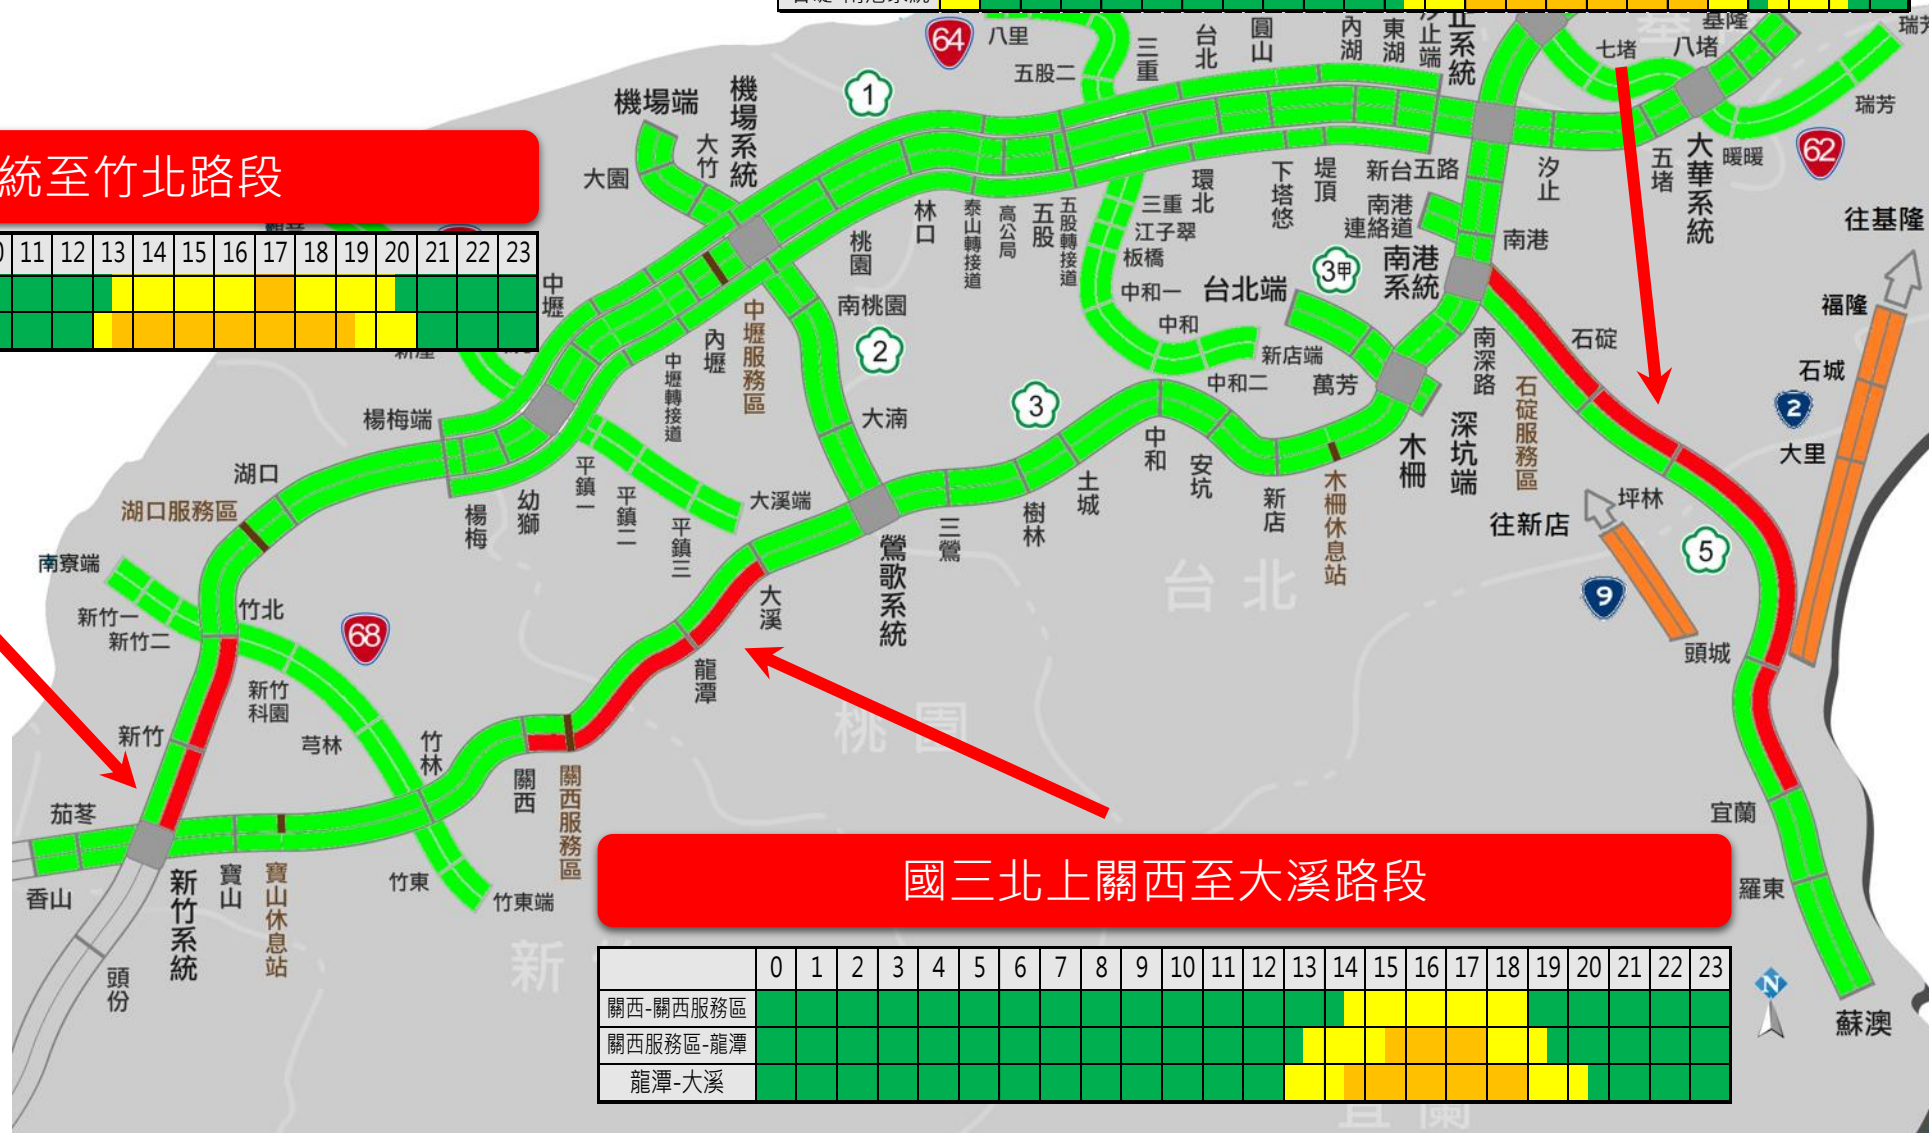 64
八里
五股二
三重
台北
圓山
內湖
東湖
汐止端
汐止系統
七堵
八堵
基隆
瑞芳
瑞芳
機場端
機場系統
大竹
大園
1
62
暖暖
大華系統
五堵
汐止
往基隆
統至竹北路段
11 12 13 14 15 16 17 18 19 20 21 22 23
中壢
桃園
林口
泰山轉接道
高公局
五股
五股轉接道
三重
環北
江子翠
板橋
中和一
中和
中和二
新店端
下塔悠
堤頂
新台五路
南港連絡道
南港系統
南港
3甲
台北端
萬芳
南深路
石碇
石碇服務區
福隆
石城
2
大里
南桃園
2
中壢服務區
內壢
中壢轉接道
楊梅端
大湳
3
中和
安坑
新店
木柵休息站
木柵
深坑端
坪林
往新店
5
9
頭城
湖口
湖口服務區
楊梅
幼獅
平鎮一
平鎮二
平鎮三
大溪端
鶯歌系統
三鶯
樹林
土城
台北
南寮端
新竹一
新竹二
竹北
68
新竹科園
芎林
竹林
大溪
龍潭
桃園
新竹
關西
關西服務區
茄苳
香山
新竹系統
寶山
寶山休息站
竹東
竹東端
頭份
新
宜蘭
羅東
蘇澳
N
國三北上關西至大溪路段
0 1 2 3 4 5 6 7 8 9 10 11 12 13 14 15 16 17 18 19 20 21 22 23
關西-關西服務區
關西服務區-龍潭
龍潭-大溪
宜蘭